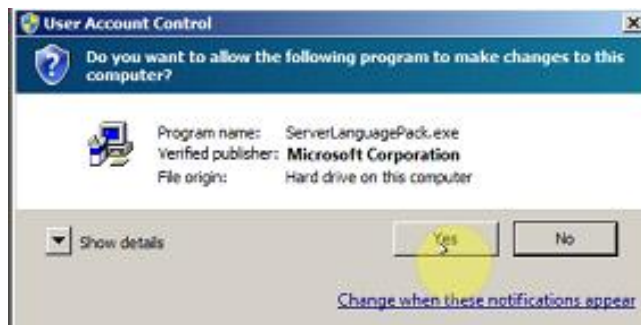 User Account Control
Do you want to allow the following program to make changes to this
computer?
Program name: ServerLanguagePack.exe
Verified publisher: Microsoft Corporation
File origin: Hard drive on this computer
Show details
Yes
No
Change when these notifications appear